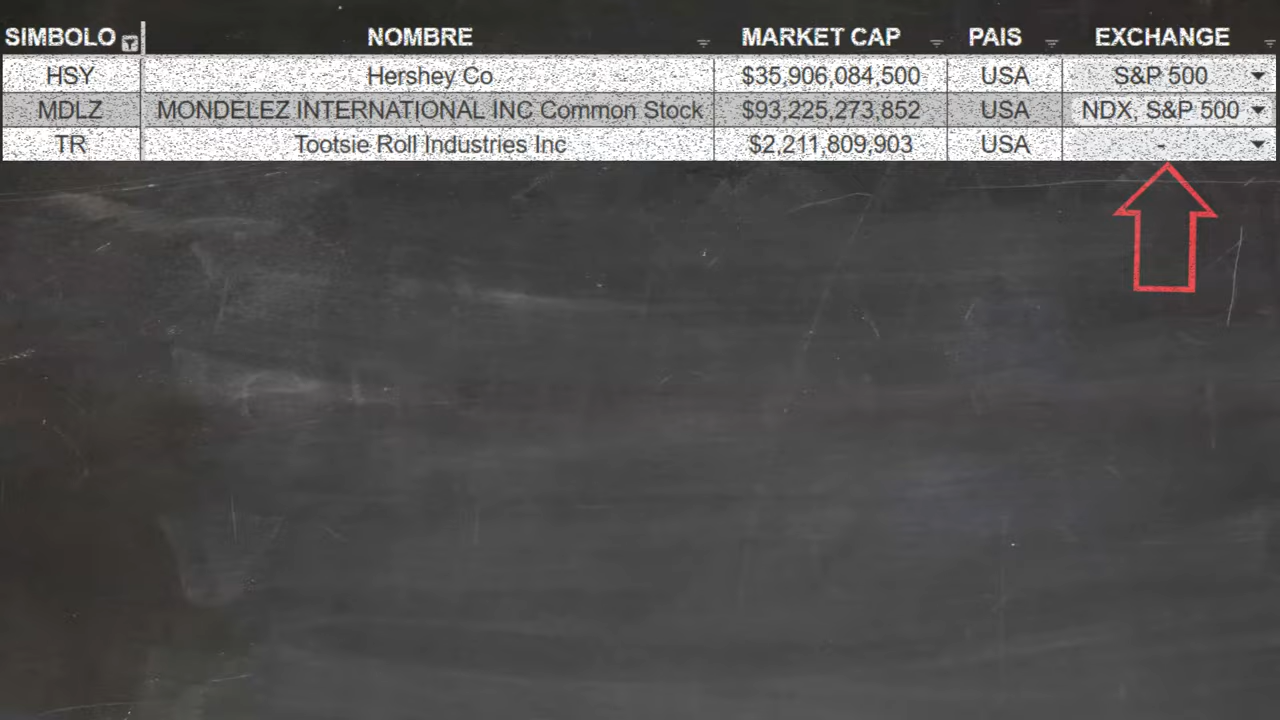 SIMBOLO NOMBRE MARKET CAP PAIS EXCHANGE
HSY Hershey Co $35,906,084,500 USA S&P 500
MDLZ MONDELEZ INTERNATIONAL INC Common Stock $93,225,273,852 USA NDX, S&P 500
TR Tootsie Roll Industries Inc $2,211,809,903 USA -